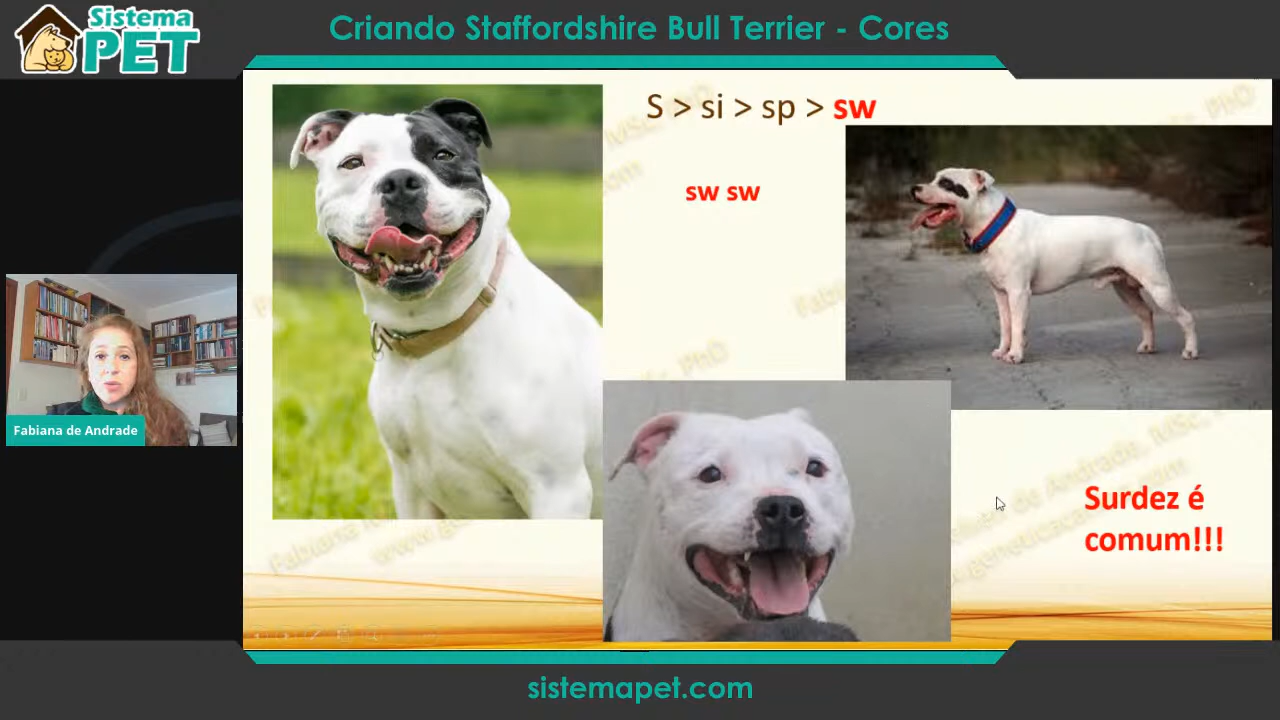 Sistema
PET
Criando Staffordshire Bull Terrier - Cores
S > si > sp > sw
sw sw
Fabiana de Andrade
Surdez é
comum!!!
sistemapet.com